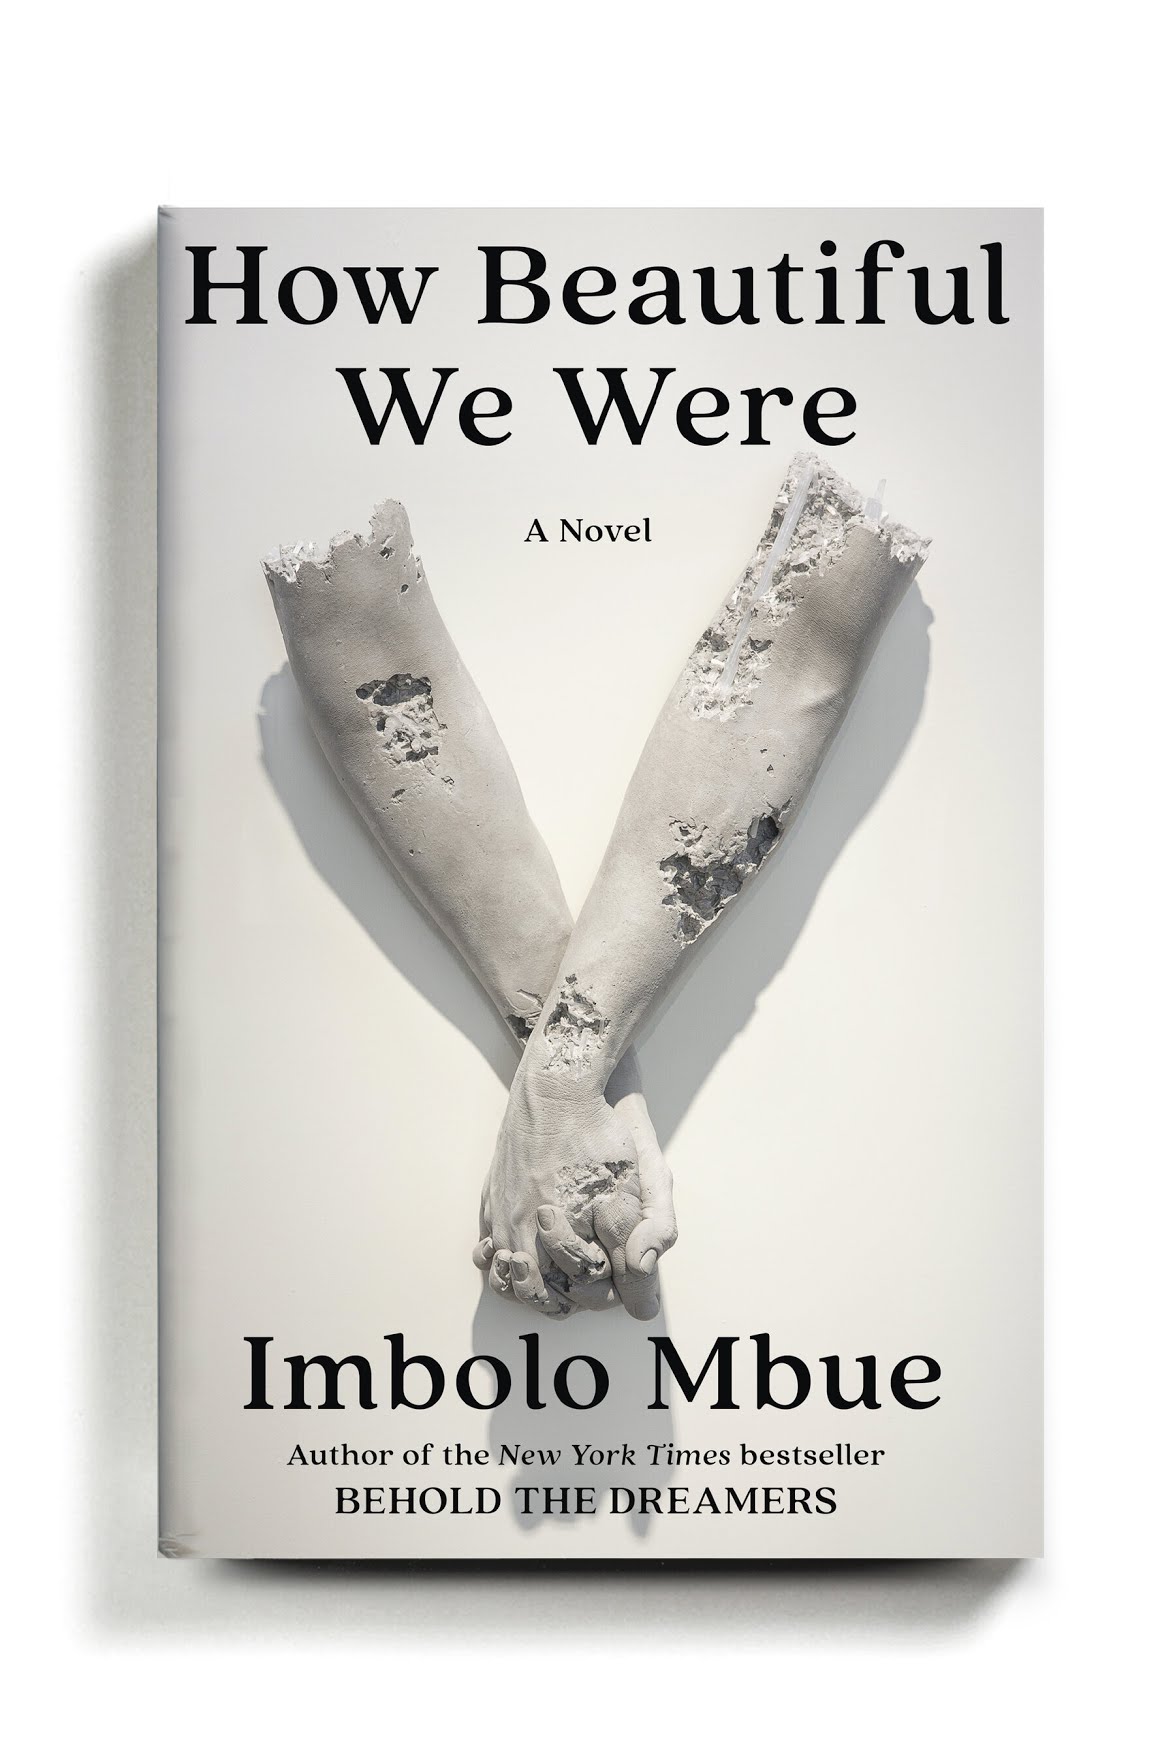 How Beautiful
We Were
A Novel
Imbolo Mbue
Author of the New York Times bestseller
BEHOLD THE DREAMERS